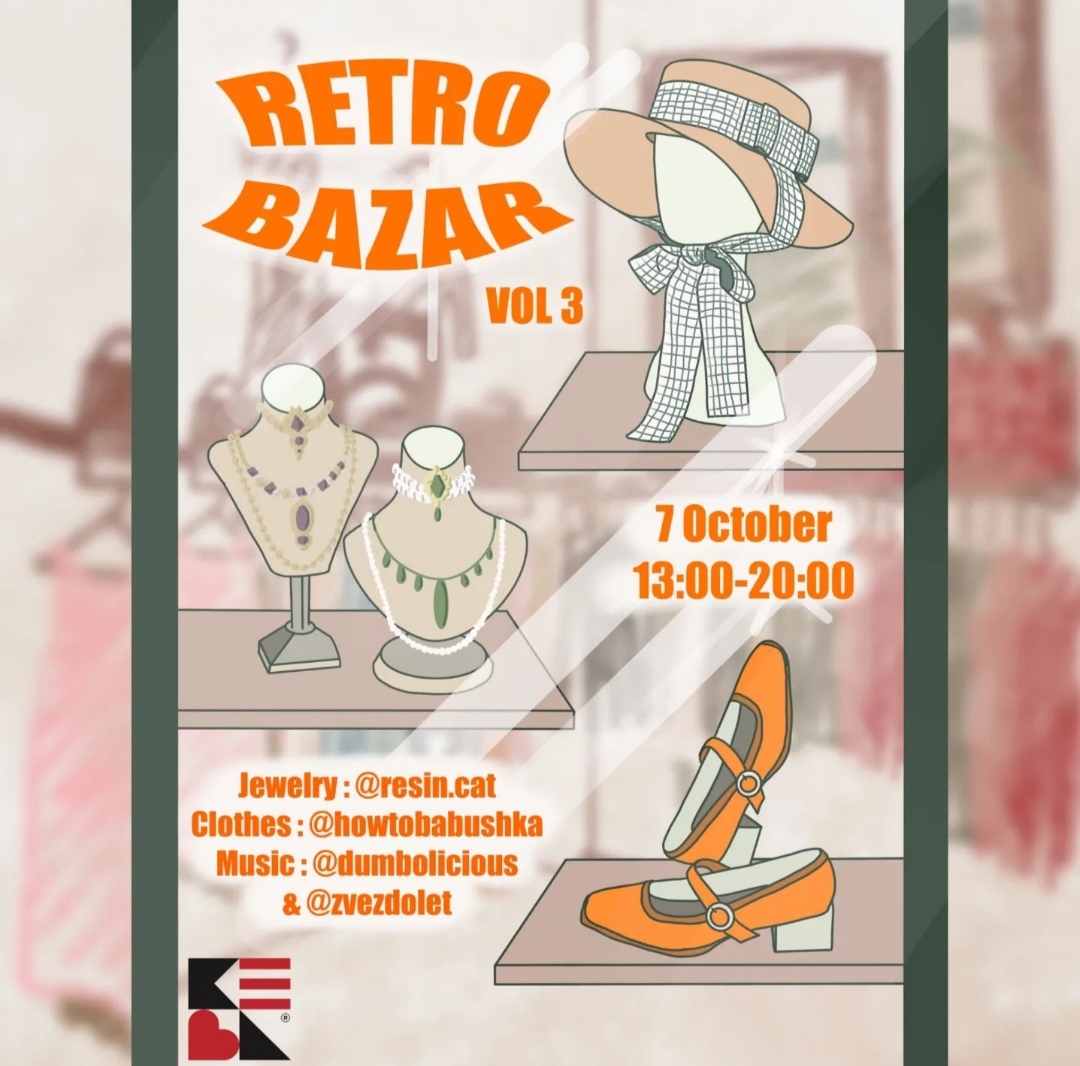 RETRO
BAZAR
VOL 3
7 October
13:00-20:00
Jewelry : @resin.cat
Clothes : @howtobabushka
Music : @dumbolicious
& @zvezdolet
®